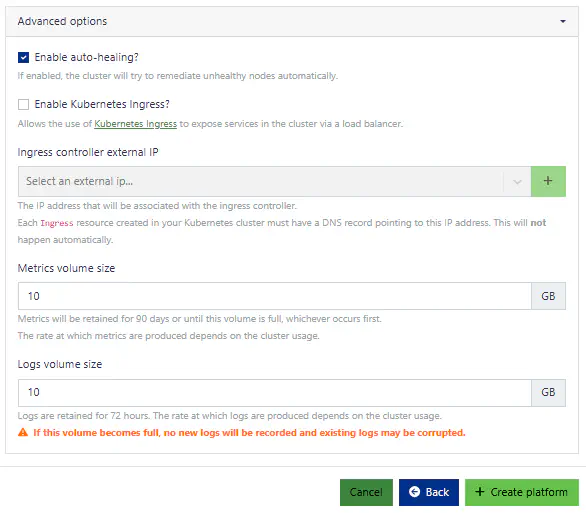 Advanced options
Enable auto-healing?
If enabled, the cluster will try to remediate unhealthy nodes automatically.
Enable Kubernetes Ingress?
Allows the use of Kubernetes Ingress to expose services in the cluster via a load balancer.
Ingress controller external IP
Select an external ip...
+
The IP address that will be associated with the ingress controller.
Each Ingress resource created in your Kubernetes cluster must have a DNS record pointing to this IP address. This will not
happen automatically.
Metrics volume size
10 GB
Metrics will be retained for 90 days or until this volume is full, whichever occurs first.
The rate at which metrics are produced depends on the cluster usage.
Logs volume size
10 GB
Logs are retained for 72 hours. The rate at which logs are produced depends on the cluster usage.
If this volume becomes full, no new logs will be recorded and existing logs may be corrupted.
Cancel Back + Create platform